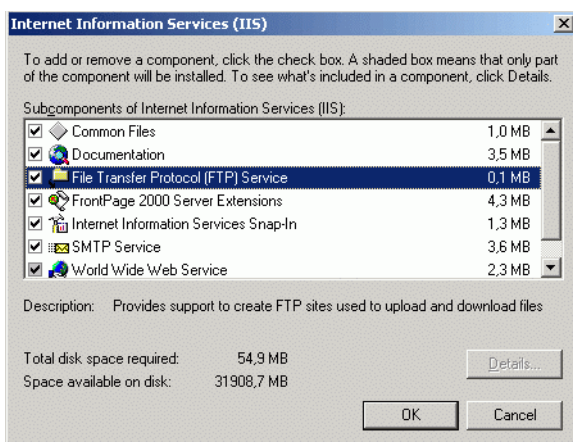 Internet Information Services (IIS)
To add or remove a component, click the check box. A shaded box means that only part
of the component will be installed. To see what's included in a component, click Details.
Subcomponents of Internet Information Services (IIS):
Common Files 1,0 MB
Documentation 3,5 MB
File Transfer Protocol (FTP) Service 0,1 MB
FrontPage 2000 Server Extensions 4,3 MB
Internet Information Services Snap-In 1,3 MB
SMTP Service 3,6 MB
World Wide Web Service 2,3 MB
Description: Provides support to create FTP sites used to upload and download files
Total disk space required: 54,9 MB
Space available on disk: 31908,7 MB
Details...
OK Cancel